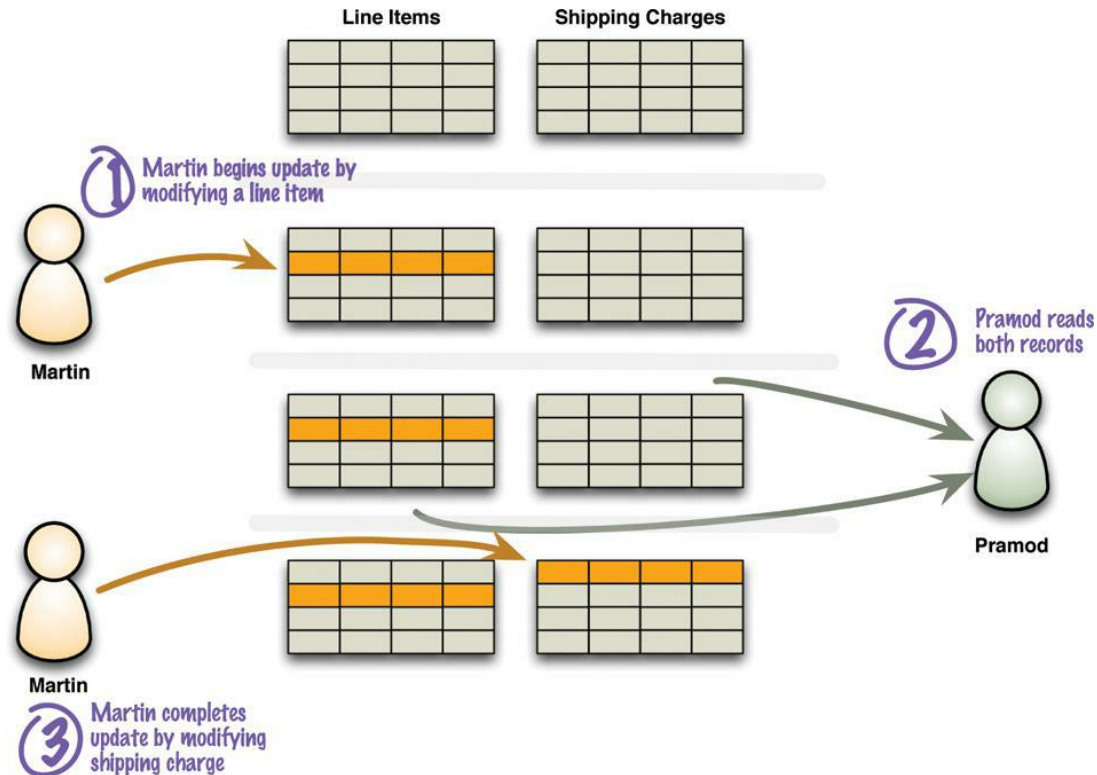 Line Items
Shipping Charges
1
Martin begins update by
modifying a line item
Martin
2
Pramod reads
both records
Pramod
Martin
3
Martin completes
update by modifying
shipping charge